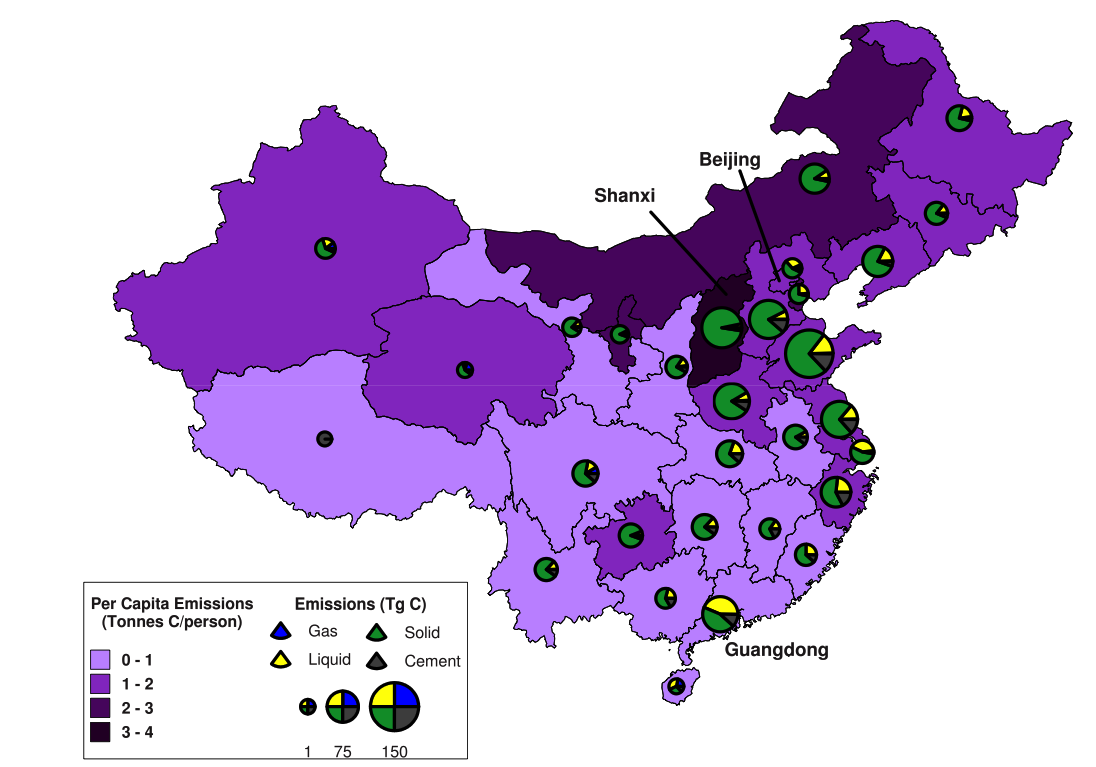 Beijing
Shanxi
Guangdong
Per Capita Emissions
(Tonnes C/person)
0 - 1
1 - 2
2 - 3
3 - 4
Emissions (Tg C)
Gas
Solid
Liquid
Cement
1
75
150